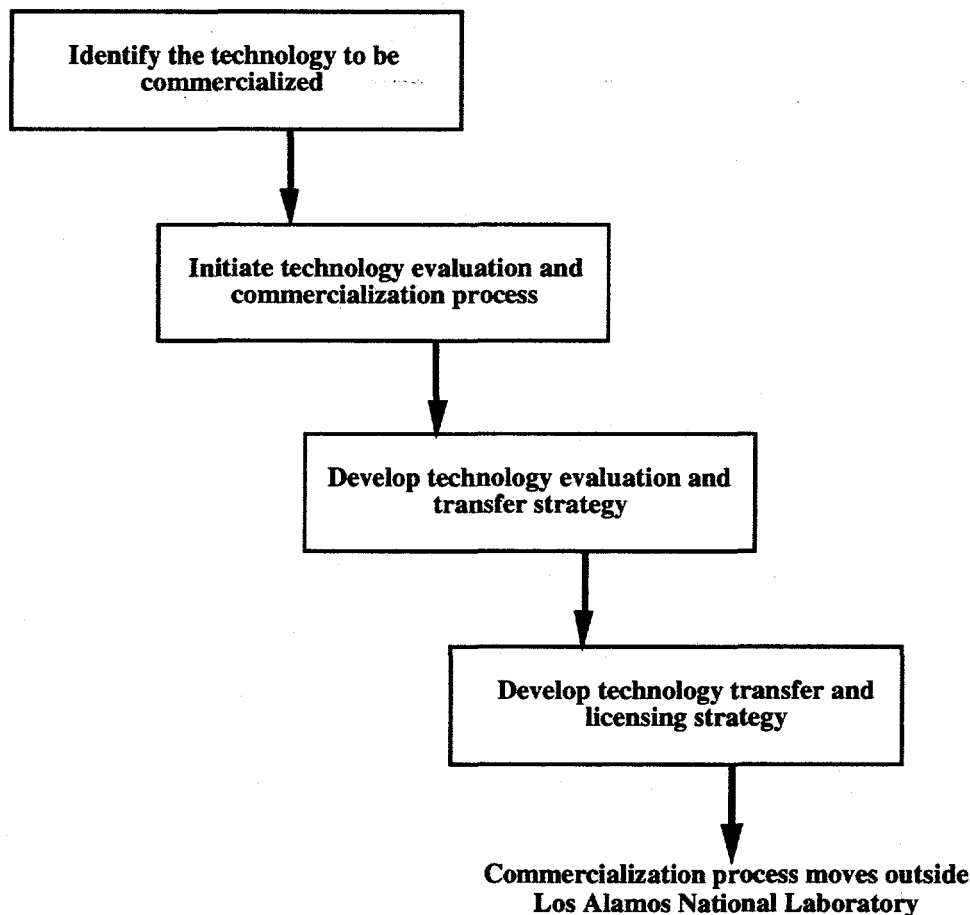 Identify the technology to be
commercialized
Initiate technology evaluation and
commercialization process
Develop technology evaluation and
transfer strategy
Develop technology transfer and
licensing strategy
Commercialization process moves outside
Los Alamos National Laboratory